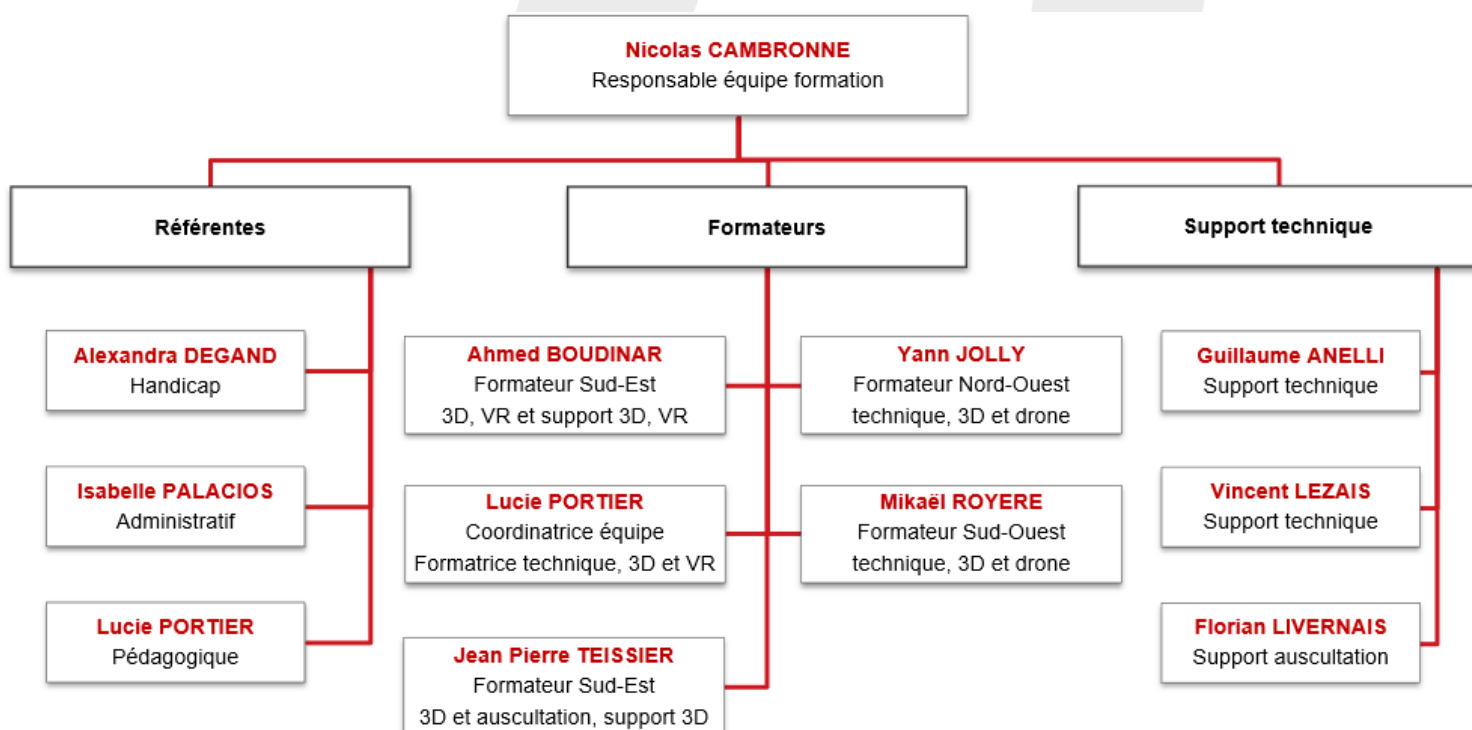 Nicolas CAMBRONNE
Responsable équipe formation
Référentes
Formateurs
Support technique
Alexandra DEGAND
Handicap
Isabelle PALACIOS
Administratif
Lucie PORTIER
Pédagogique
Ahmed BOUDINAR
Formateur Sud-Est
3D, VR et support 3D, VR
Yann JOLLY
Formateur Nord-Ouest
technique, 3D et drone
Lucie PORTIER
Coordinatrice équipe
Formatrice technique, 3D et VR
Mikaël ROYERE
Formateur Sud-Ouest
technique, 3D et drone
Jean Pierre TEISSIER
Formateur Sud-Est
3D et auscultation, support 3D
Guillaume ANELLI
Support technique
Vincent LEZAIS
Support technique
Florian LIVERNAIS
Support auscultation